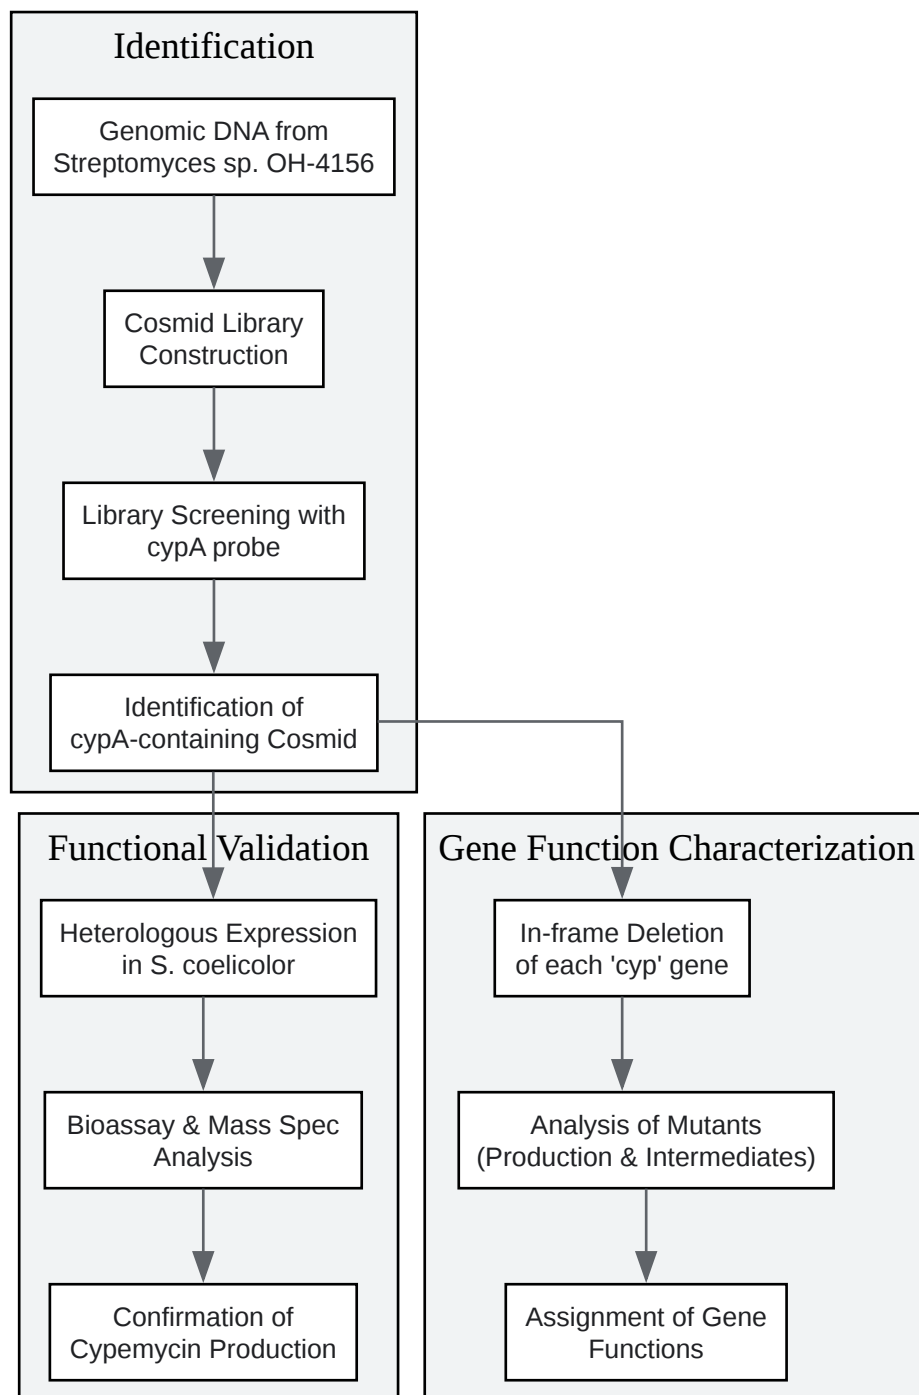 Identification
Genomic DNA from
Streptomyces sp. OH-4156
Cosmid Library
Construction
Library Screening with
cypA probe
Identification of
cypA-containing Cosmid
Functional Validation
Heterologous Expression
in S. coelicolor
Bioassay & Mass Spec
Analysis
Confirmation of
Cypemycin Production
Gene Function Characterization
In-frame Deletion
of each 'cyp' gene
Analysis of Mutants
(Production & Intermediates)
Assignment of Gene
Functions